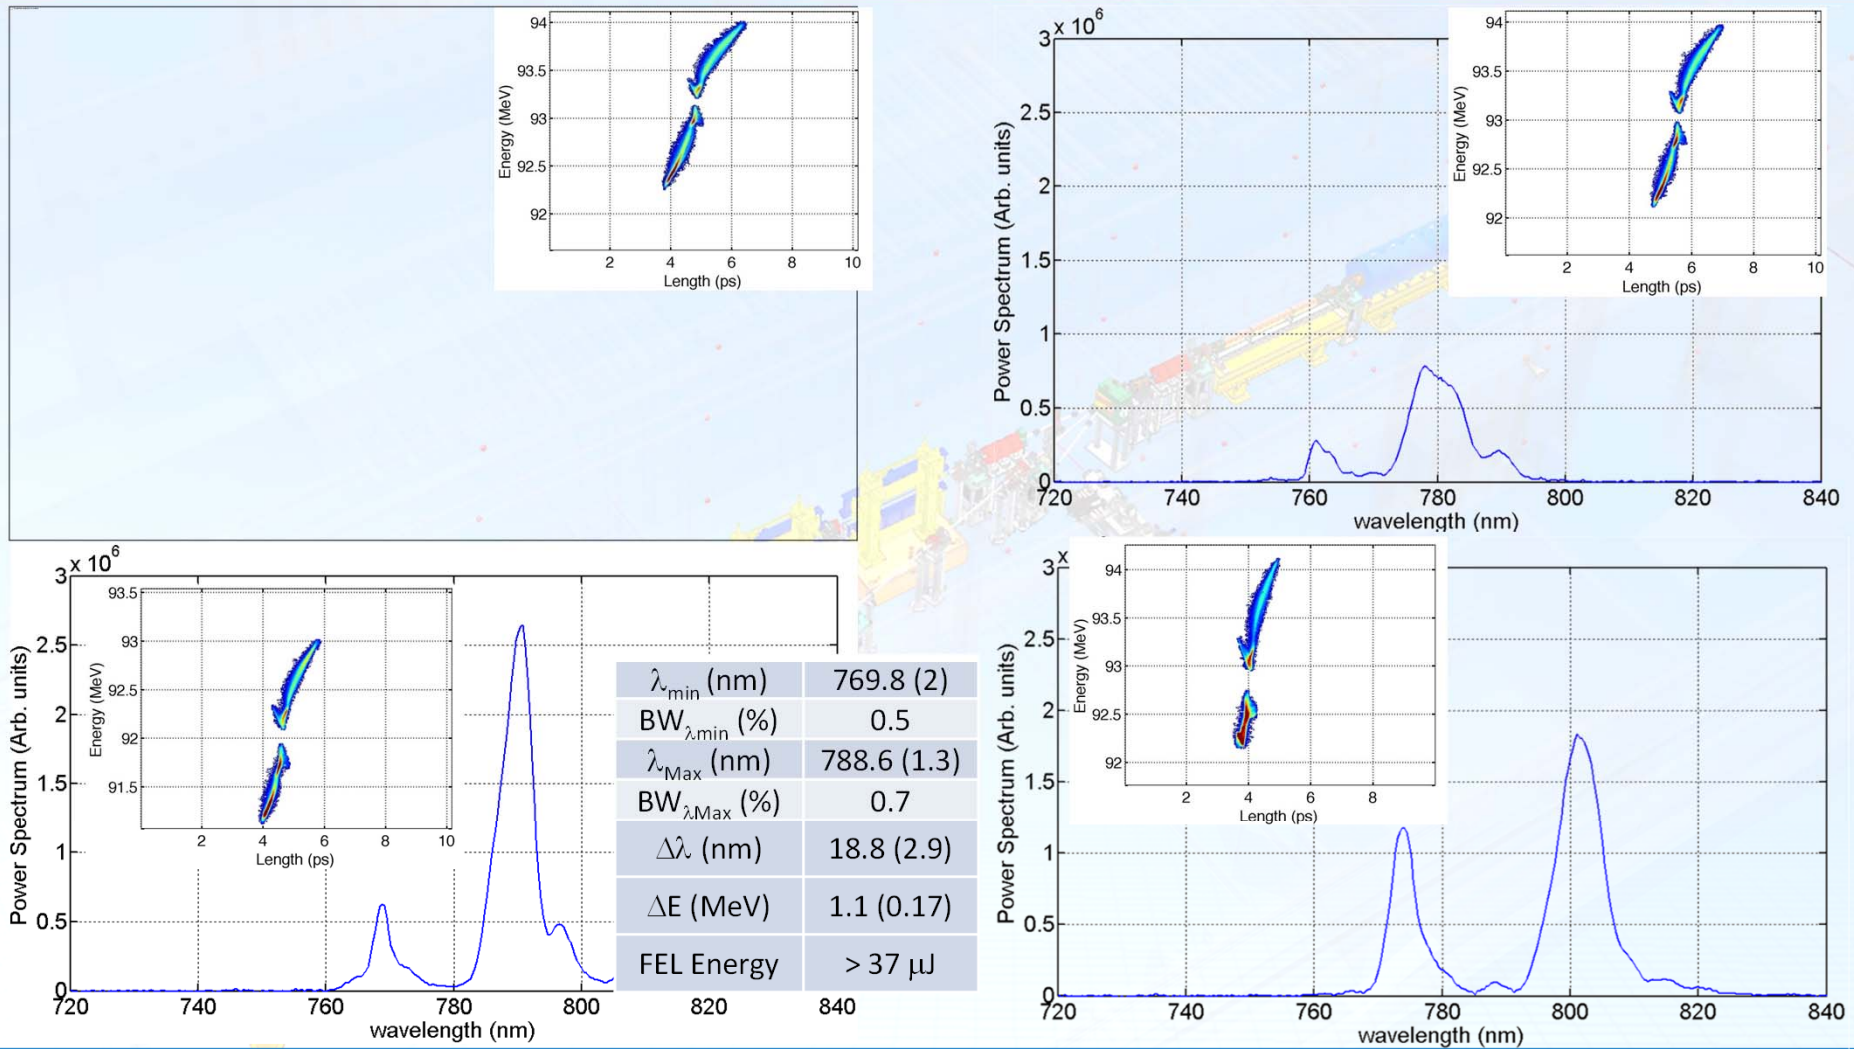 94
93.5
93
92.5
92
Energy (MeV)
2 4 6 8 10
Length (ps)
3 x 10^6
2.5
2
1.5
1
0.5
0
Power Spectrum (Arb. units)
720 740 760 780 800 820 840
wavelength (nm)
94
93.5
93
92.5
92
Energy (MeV)
2 4 6 8 10
Length (ps)
3 x 10^6
2.5
2
1.5
1
0.5
0
Power Spectrum (Arb. units)
720 740 760 780 800 820 840
wavelength (nm)
93.5
93
92.5
92
91.5
Energy (MeV)
2 4 6 8 10
Length (ps)
λmin (nm) 769.8 (2)
BWλmin (%) 0.5
λMax (nm) 788.6 (1.3)
BWλMax (%) 0.7
Δλ (nm) 18.8 (2.9)
ΔE (MeV) 1.1 (0.17)
FEL Energy > 37 μJ
3 x
2.5
2
1.5
1
0.5
0
Power Spectrum (Arb. units)
720 740 760 780 800 820 840
wavelength (nm)
94
93.5
93
92.5
92
Energy (MeV)
2 4 6 8
Length (ps)